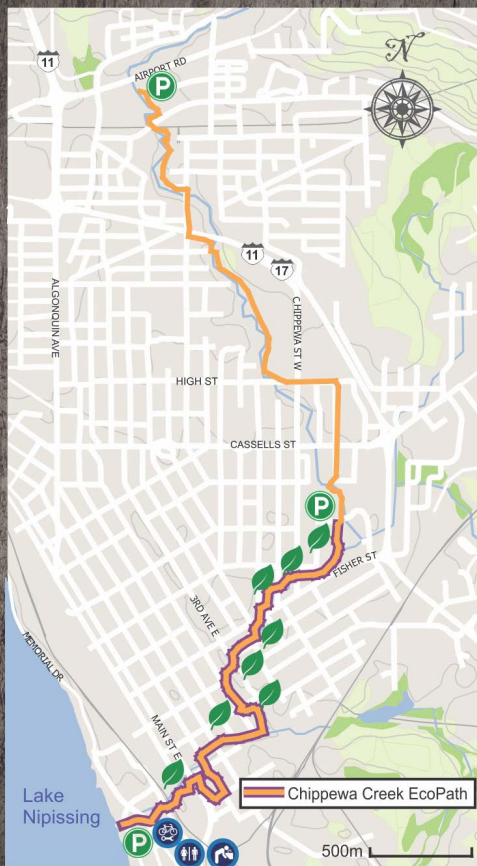 N
11
AIRPORT RD
P
11
17
ALGONQUIN AVE
CHIPPEWA ST W
HIGH ST
CASSELLS ST
P
FISHER ST
3RD AVE E
MEMORIAL DR
MAIN ST E
Lake
Nipissing
Chippewa Creek EcoPath
P
500m